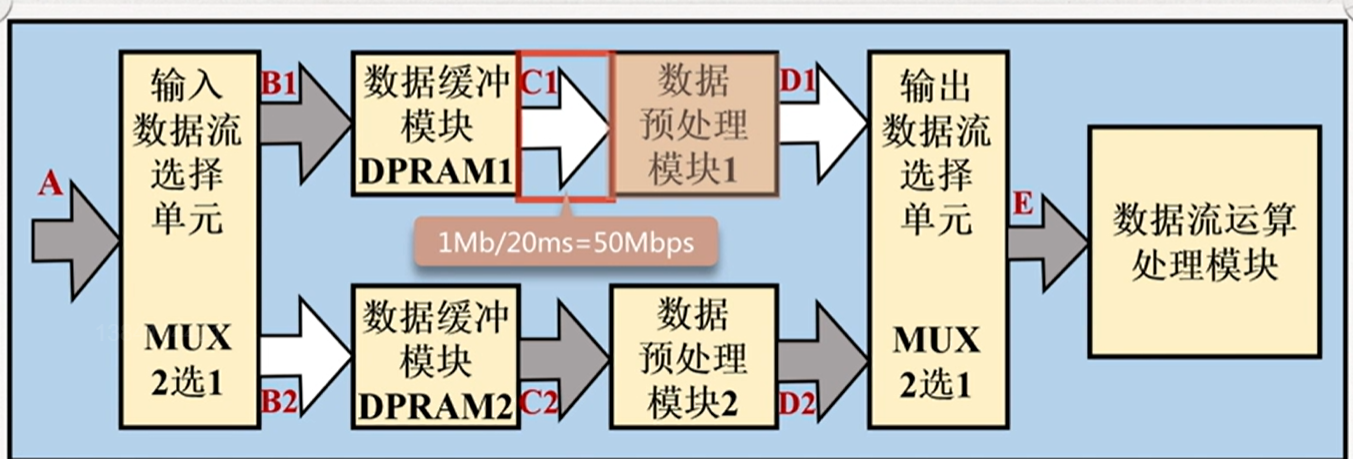 A
输入
数据流
选择
单元
MUX
2选1
B1
B2
数据缓冲
模块
DPRAM1
C1
数据
预处理
模块1
D1
1Mb/20ms=50Mbps
数据缓冲
模块
DPRAM2
C2
数据
预处理
模块2
D2
输出
数据流
选择
单元
MUX
2选1
E
数据流运算
处理模块